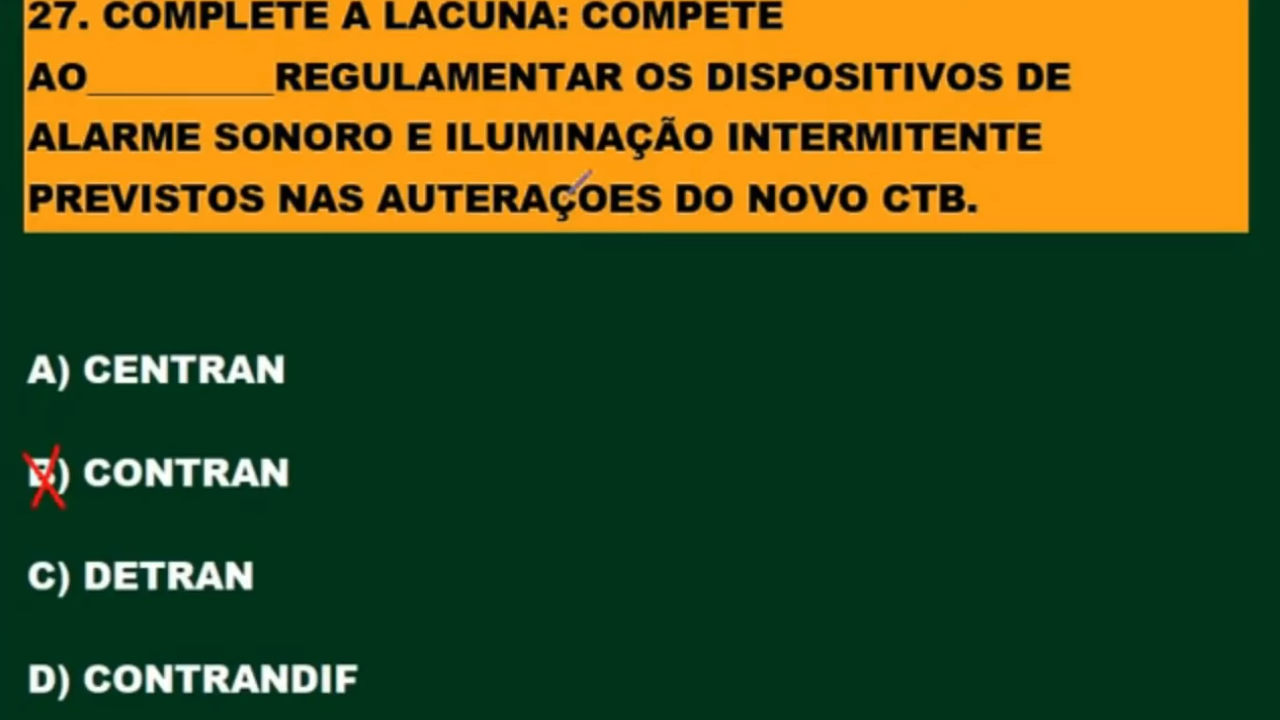 27. COMPLETE A LACUNA: COMPETE
AO_________REGULAMENTAR OS DISPOSITIVOS DE
ALARME SONORO E ILUMINAÇÃO INTERMITENTE
PREVISTOS NAS AUTERAÇOES DO NOVO CTB.
A) CENTRAN
B) CONTRAN
C) DETRAN
D) CONTRANDIF